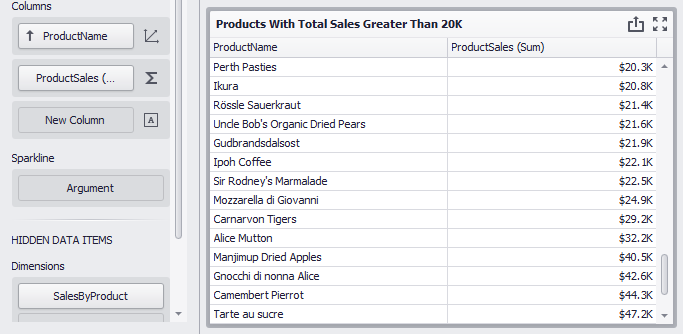 Columns
ProductName
ProductSales (...
New Column
A
Sparkline
Argument
HIDDEN DATA ITEMS
Dimensions
SalesByProduct
Products With Total Sales Greater Than 20K
ProductName ProductSales (Sum)
Perth Pasties $20.3K
Ikura $20.8K
Rössle Sauerkraut $21.4K
Uncle Bob's Organic Dried Pears $21.6K
Gudbrandsdalsost $21.9K
Ipoh Coffee $22.1K
Sir Rodney's Marmalade $22.5K
Mozzarella di Giovanni $24.9K
Carnarvon Tigers $29.2K
Alice Mutton $32.2K
Manjimup Dried Apples $40.5K
Gnocchi di nonna Alice $42.6K
Camembert Pierrot $44.3K
Tarte au sucre $47.2K